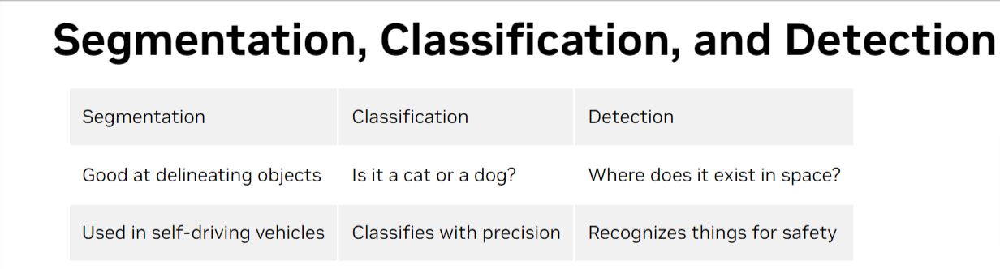 Segmentation, Classification, and Detection
Segmentation Classification Detection
Good at delineating objects Is it a cat or a dog? Where does it exist in space?
Used in self-driving vehicles Classifies with precision Recognizes things for safety